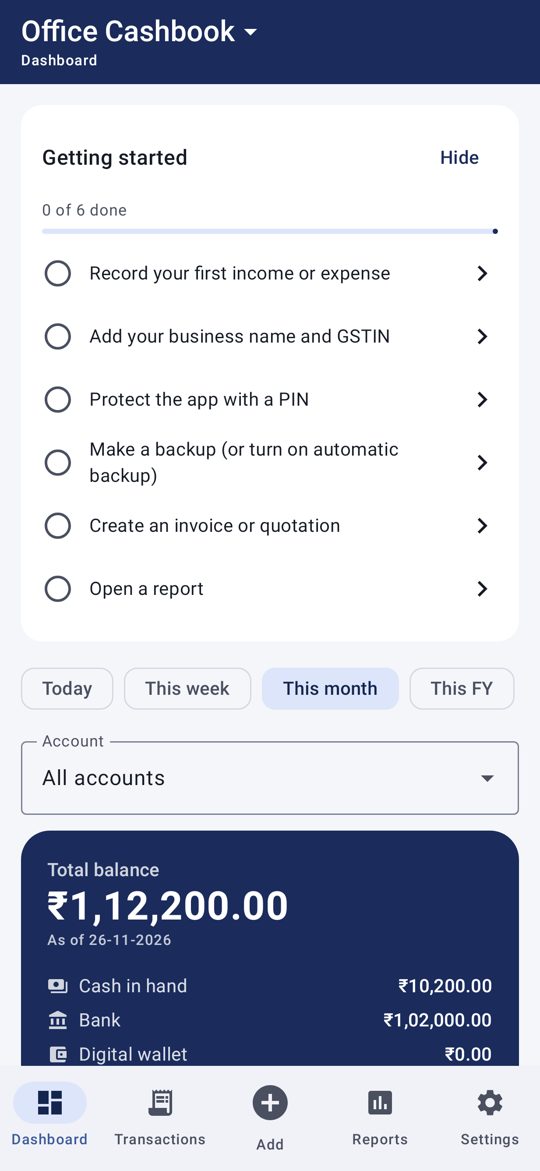 Office Cashbook
Dashboard
Getting started
Hide
0 of 6 done
Record your first income or expense
Add your business name and GSTIN
Protect the app with a PIN
Make a backup (or turn on automatic
backup)
Create an invoice or quotation
Open a report
Today
This week
This month
This FY
Account
All accounts
Total balance
₹1,12,200.00
As of 26-11-2026
Cash in hand
₹10,200.00
Bank
₹1,02,000.00
Digital wallet
₹0.00
Dashboard
Transactions
Add
Reports
Settings